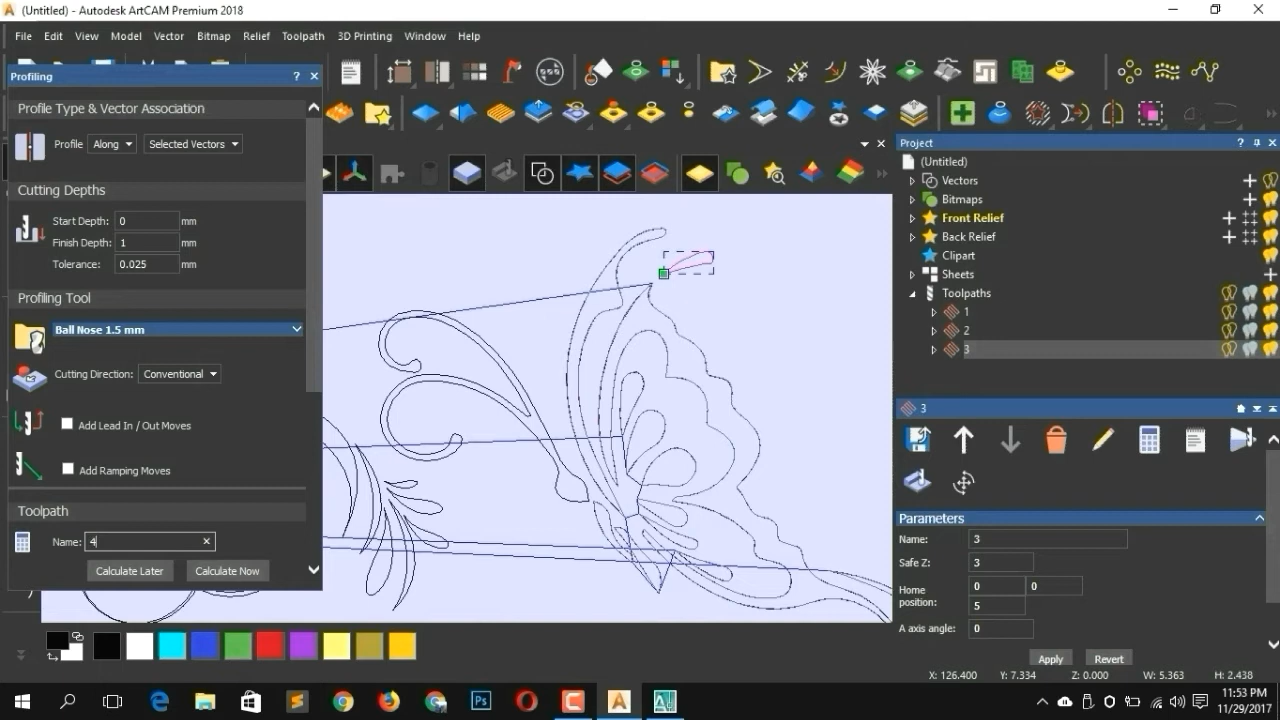 (Untitled) - Autodesk ArtCAM Premium 2018
File Edit View Model Vector Bitmap Relief Toolpath 3D Printing Window Help
Profiling ?
Profile Type & Vector Association
Profile Along Selected Vectors
Cutting Depths
Start Depth: 0 mm
Finish Depth: 1 mm
Tolerance: 0.025 mm
Profiling Tool
Ball Nose 1.5 mm
Cutting Direction: Conventional
Add Lead In / Out Moves
Add Ramping Moves
Toolpath
Name: 4
Calculate Later Calculate Now
Project ?
(Untitled)
Vectors
Bitmaps
Front Relief
Back Relief
Clipart
Sheets
Toolpaths
1
2
3
3
Parameters
Name: 3
Safe Z: 3
Home position: 0 0
5
A axis angle: 0
Apply Revert
X: 126.400 Y: 7.334 Z: 0.000 W: 5.363 H: 2.438
Ps
11:53 PM
11/29/2017